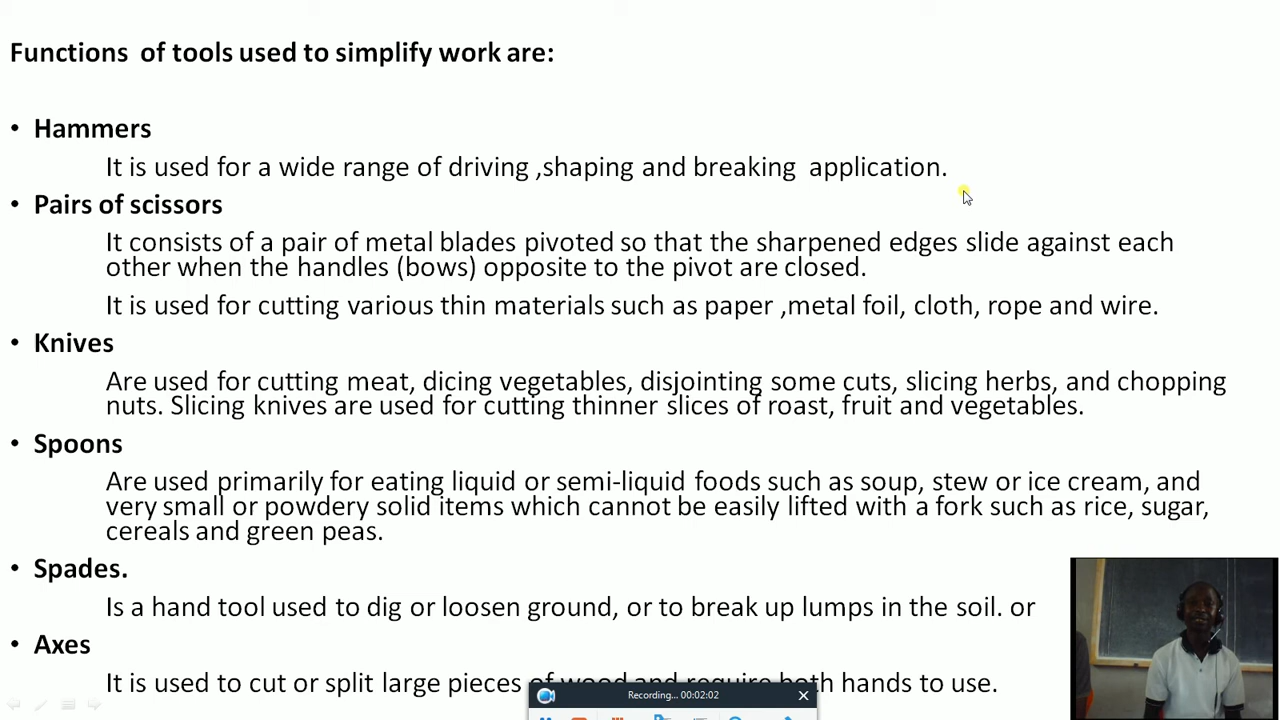 Functions of tools used to simplify work are:
• Hammers
It is used for a wide range of driving ,shaping and breaking application.
• Pairs of scissors
It consists of a pair of metal blades pivoted so that the sharpened edges slide against each
other when the handles (bows) opposite to the pivot are closed.
It is used for cutting various thin materials such as paper ,metal foil, cloth, rope and wire.
• Knives
Are used for cutting meat, dicing vegetables, disjointing some cuts, slicing herbs, and chopping
nuts. Slicing knives are used for cutting thinner slices of roast, fruit and vegetables.
• Spoons
Are used primarily for eating liquid or semi-liquid foods such as soup, stew or ice cream, and
very small or powdery solid items which cannot be easily lifted with a fork such as rice, sugar,
cereals and green peas.
• Spades.
Is a hand tool used to dig or loosen ground, or to break up lumps in the soil. or
• Axes
It is used to cut or split large pieces of wood and require both hands to use.
Recording... 00:02:02